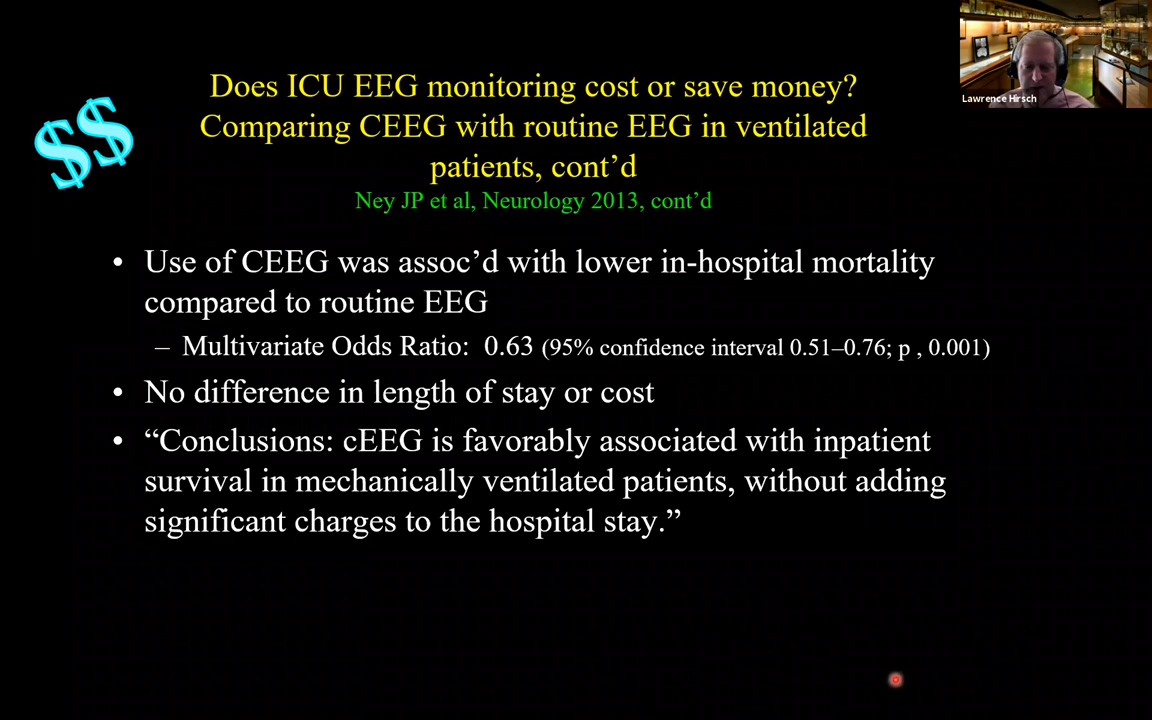 Lawrence Hirsch
$$
Does ICU EEG monitoring cost or save money?
Comparing CEEG with routine EEG in ventilated
patients, cont’d
Ney JP et al, Neurology 2013, cont’d
• Use of CEEG was assoc’d with lower in-hospital mortality
compared to routine EEG
– Multivariate Odds Ratio: 0.63 (95% confidence interval 0.51–0.76; p , 0.001)
• No difference in length of stay or cost
• “Conclusions: cEEG is favorably associated with inpatient
survival in mechanically ventilated patients, without adding
significant charges to the hospital stay.”